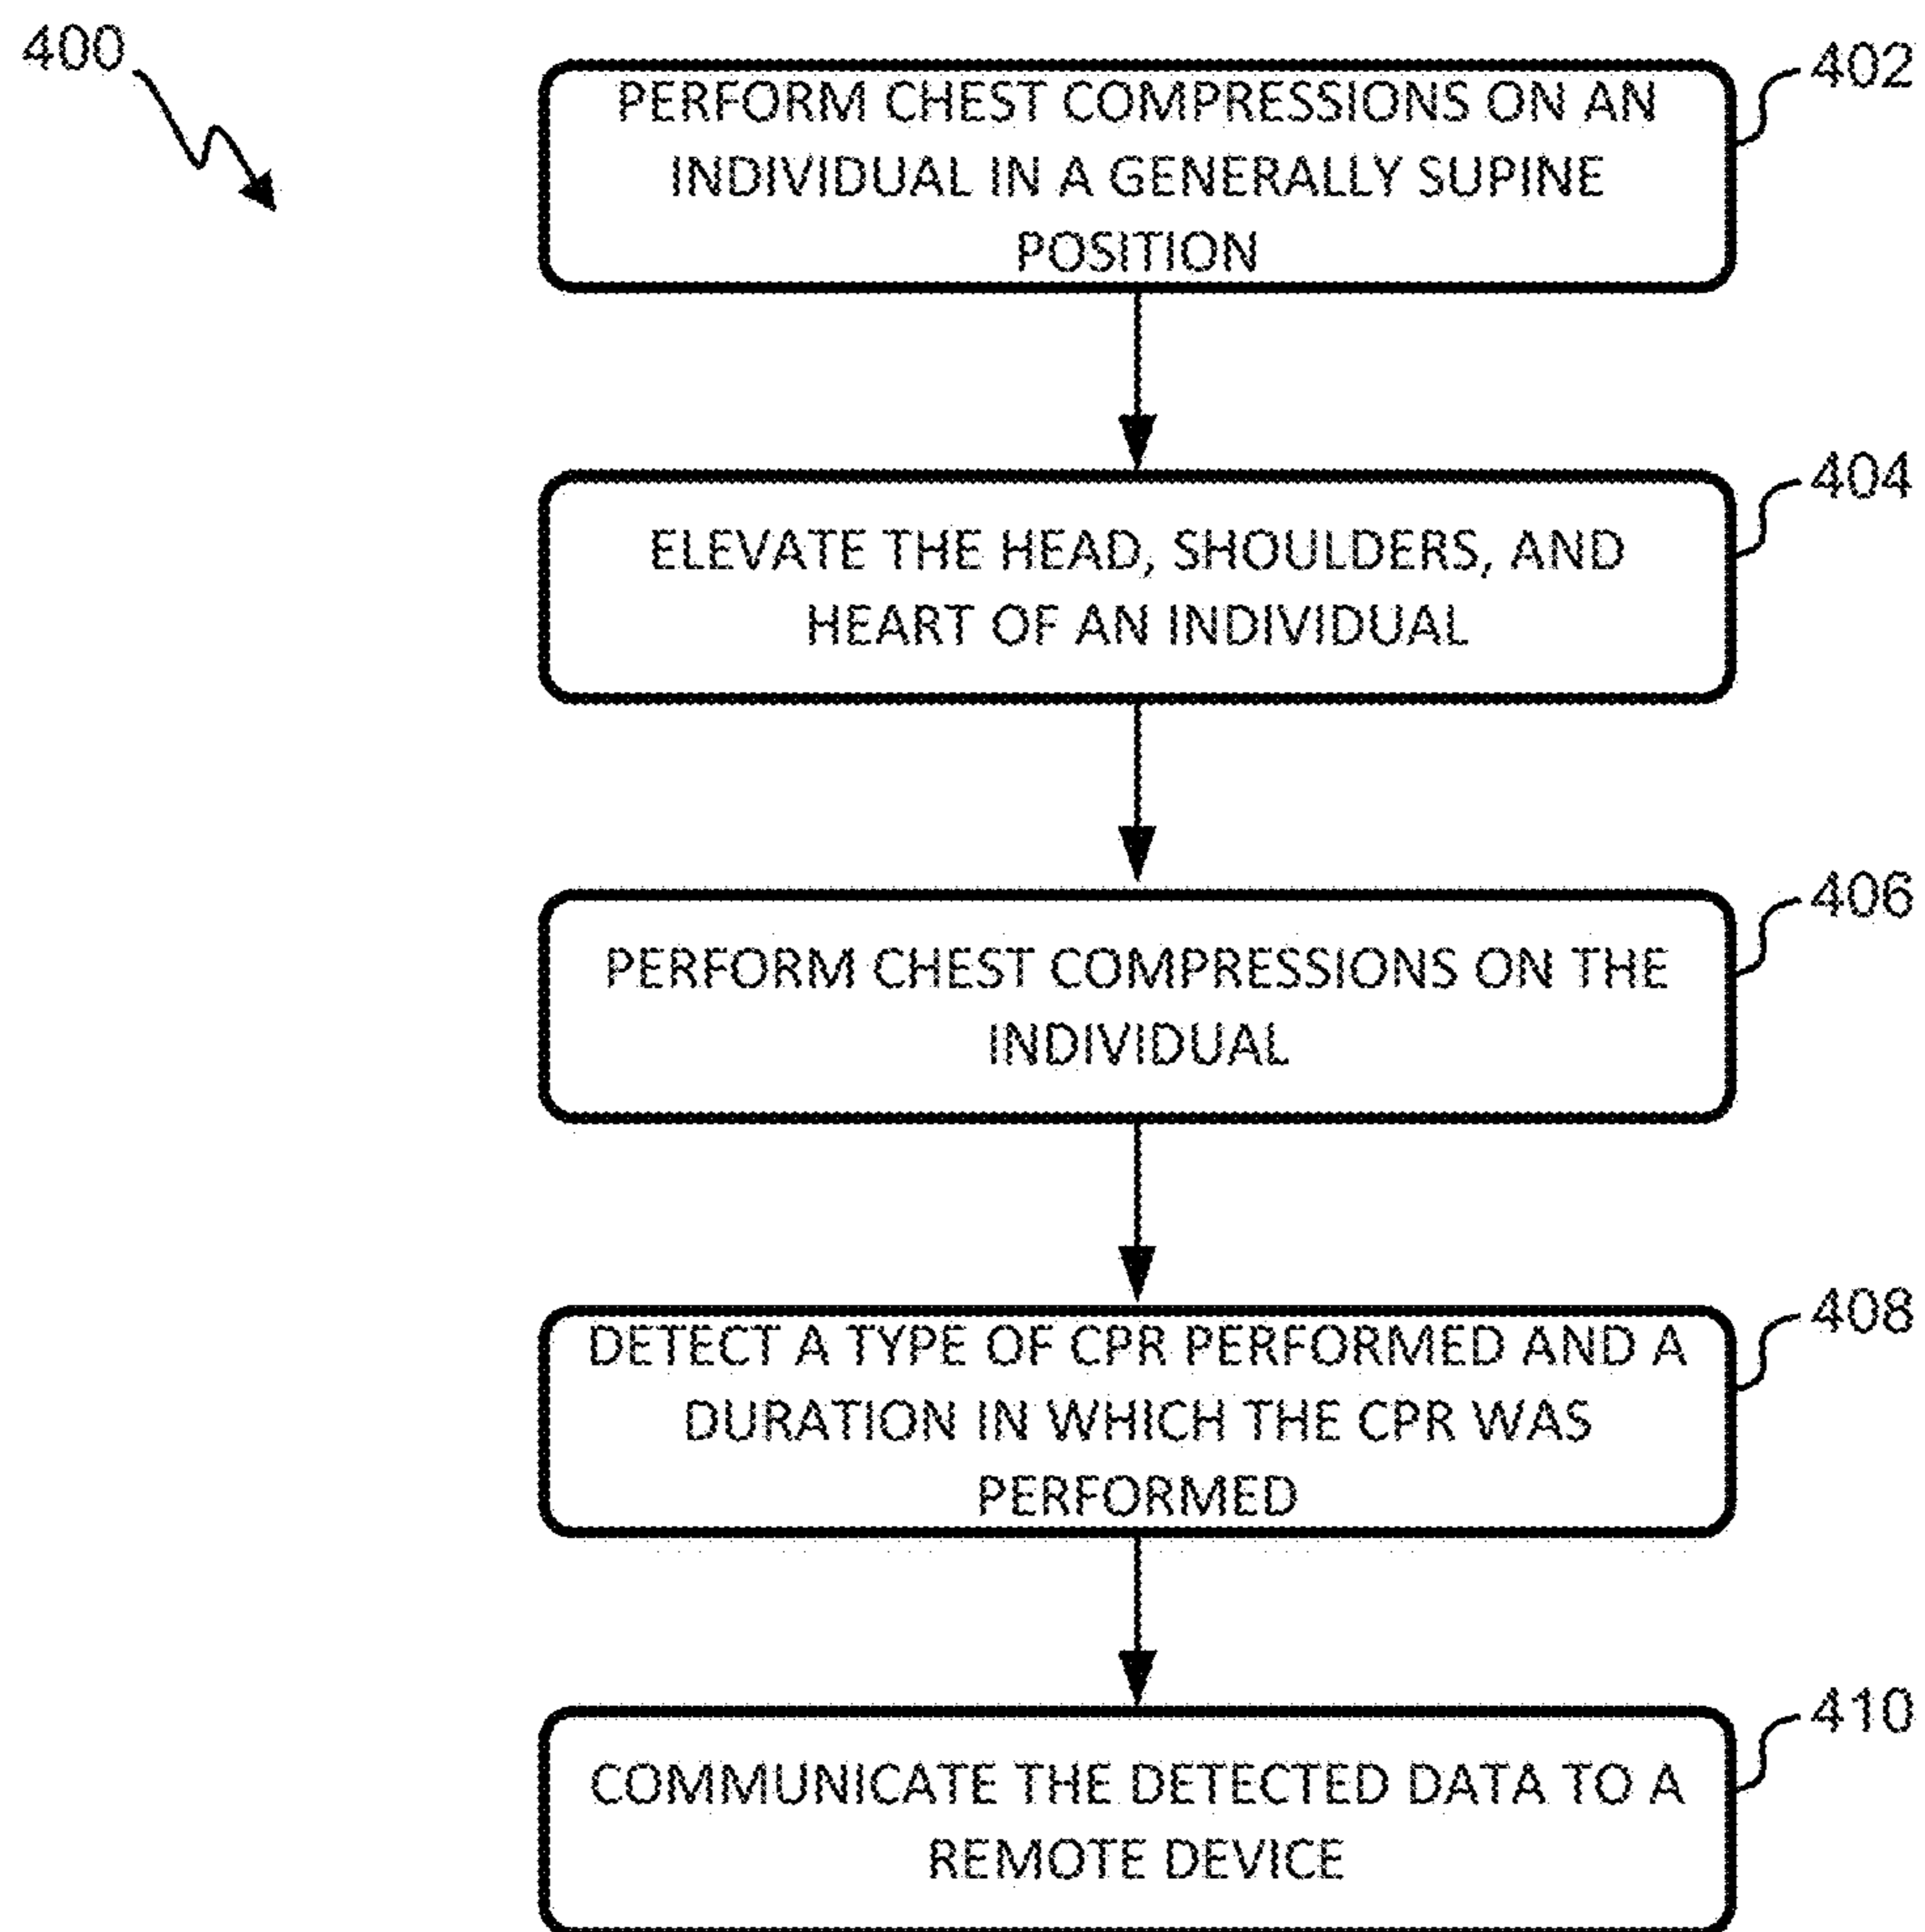 400
402
PERFORM CHEST COMPRESSIONS ON AN
INDIVIDUAL IN A GENERALLY SUPINE
POSITION
404
ELEVATE THE HEAD, SHOULDERS, AND
HEART OF AN INDIVIDUAL
406
PERFORM CHEST COMPRESSIONS ON THE
INDIVIDUAL
408
DETECT A TYPE OF CPR PERFORMED AND A
DURATION IN WHICH THE CPR WAS
PERFORMED
410
COMMUNICATE THE DETECTED DATA TO A
REMOTE DEVICE